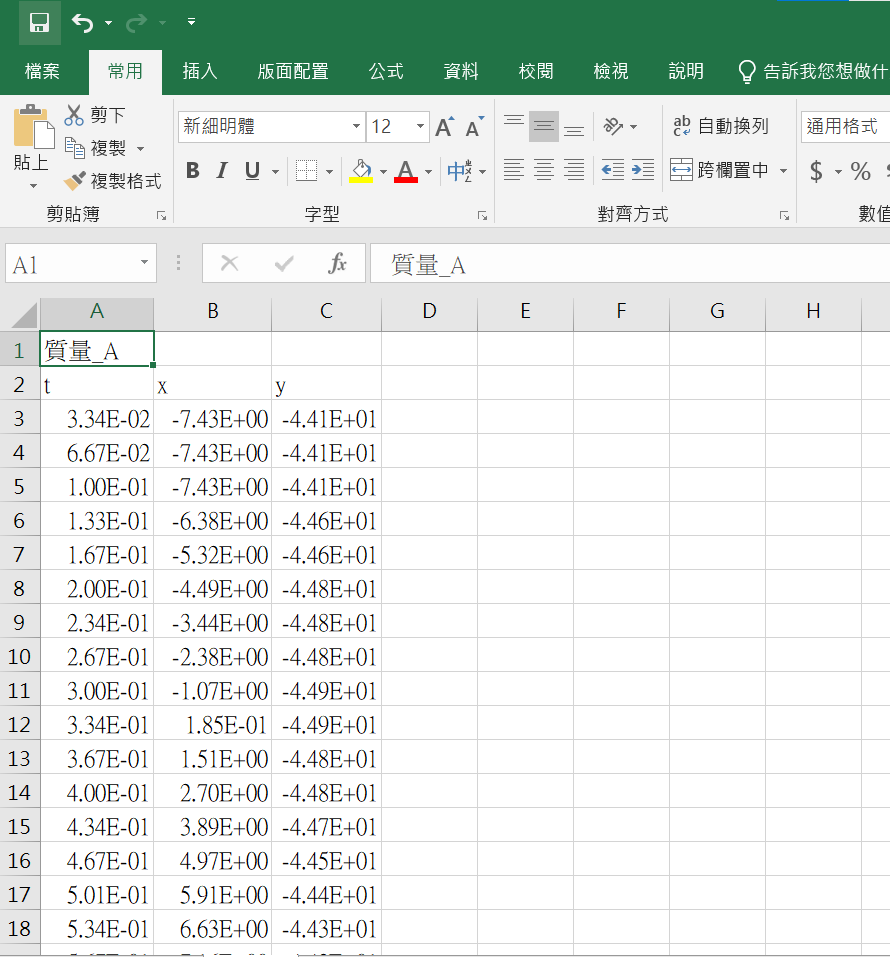 檔案 常用 插入 版面配置 公式 資料 校閱 檢視 說明 告訴我您想做什
剪下
複製
複製格式
貼上
剪貼簿
新細明體 12 A A
B I U A 中
字型
ab 自動換列
跨欄置中
對齊方式
通用格式
$ %
數值
A1 fx 質量_A
A B C D E F G H
1 質量_A
2 t x y
3 3.34E-02 -7.43E+00 -4.41E+01
4 6.67E-02 -7.43E+00 -4.41E+01
5 1.00E-01 -7.43E+00 -4.41E+01
6 1.33E-01 -6.38E+00 -4.46E+01
7 1.67E-01 -5.32E+00 -4.46E+01
8 2.00E-01 -4.49E+00 -4.48E+01
9 2.34E-01 -3.44E+00 -4.48E+01
10 2.67E-01 -2.38E+00 -4.48E+01
11 3.00E-01 -1.07E+00 -4.49E+01
12 3.34E-01 1.85E-01 -4.49E+01
13 3.67E-01 1.51E+00 -4.48E+01
14 4.00E-01 2.70E+00 -4.48E+01
15 4.34E-01 3.89E+00 -4.47E+01
16 4.67E-01 4.97E+00 -4.45E+01
17 5.01E-01 5.91E+00 -4.44E+01
18 5.34E-01 6.63E+00 -4.43E+01